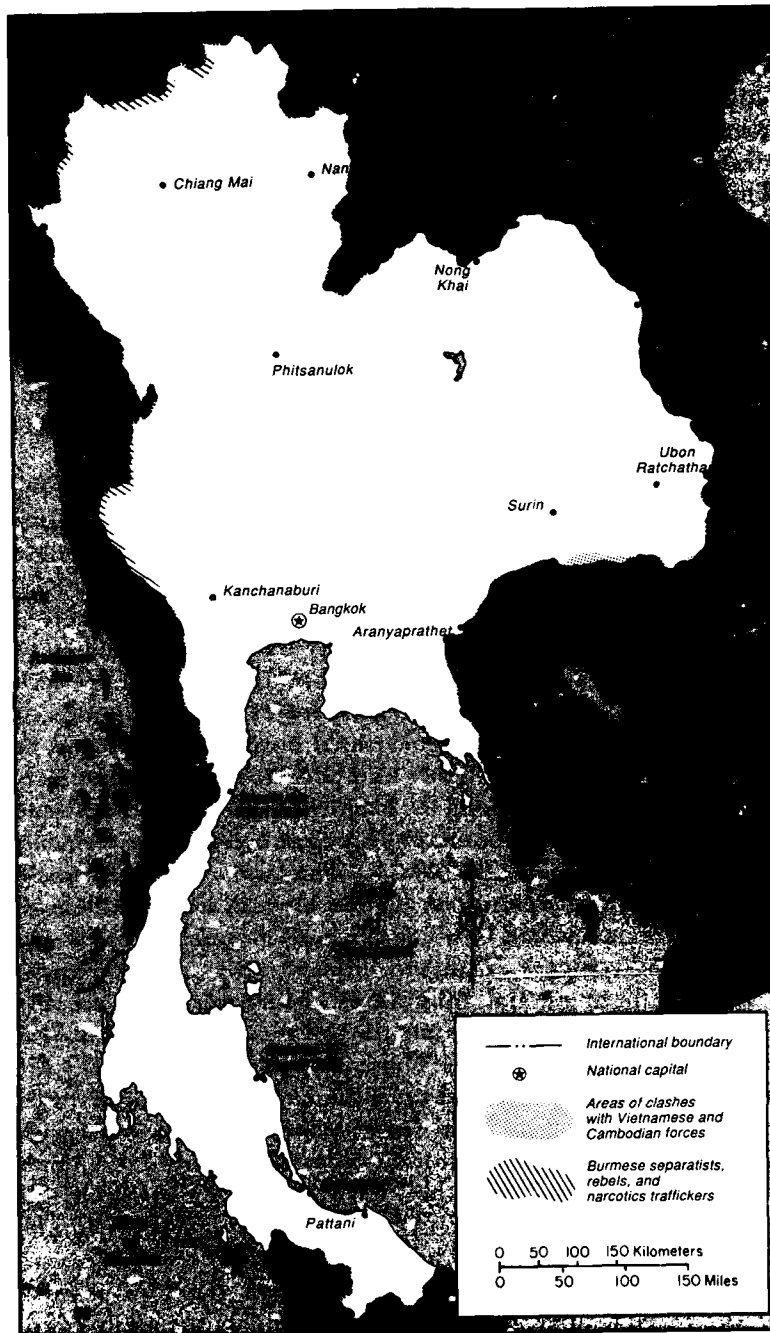 Chiang Mai
Nan
Nong
Khai
Phitsanulok
Ubon
Ratchathan
Surin
Kanchanaburi
Bangkok
Aranyaprathet
International boundary
National capital
Areas of clashes
with Vietnamese and
Cambodian forces
Burmese separatists,
rebels, and
narcotics traffickers
Pattani
0 50 100 150 Kilometers
0 50 100 150 Miles